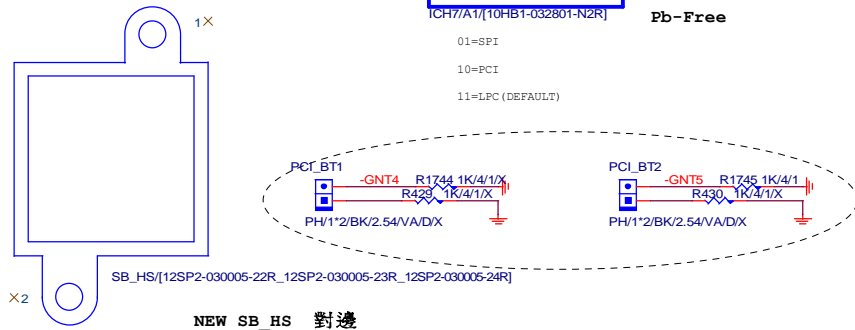 1
ICH7/A1/[10HB1-032801-N2R]
Pb-Free
01=SPI
10=PCI
11=LPC(DEFAULT)
PCI_BT1
-GNT4
R1744 1K/4/1/X
R429 1K/4/1/X
PH/1*2/BK/2.54/VA/D/X
PCI_BT2
-GNT5
R1745 1K/4/1
R430 1K/4/1/X
PH/1*2/BK/2.54/VA/D/X
SB_HS/[12SP2-030005-22R_12SP2-030005-23R_12SP2-030005-24R]
2
NEW SB_HS 對邊